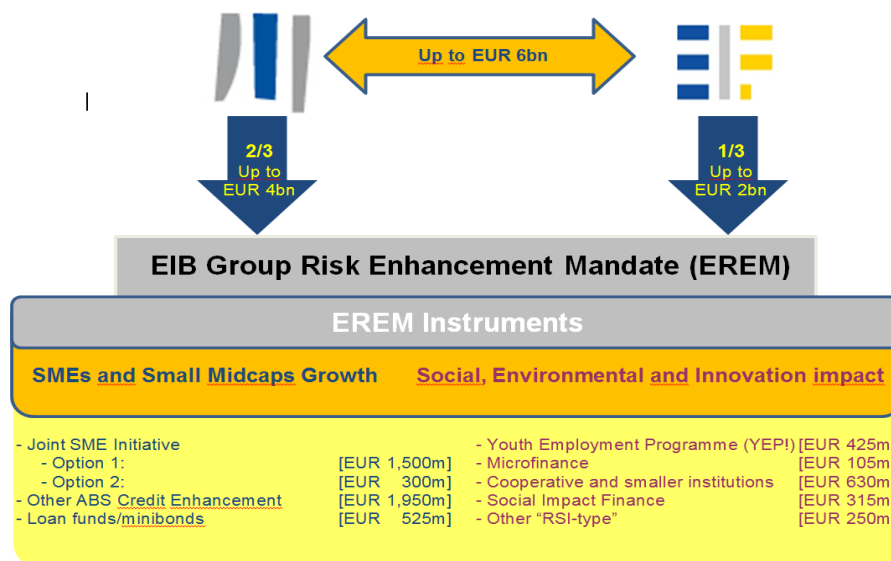 Up to EUR 6bn
2/3
Up to
EUR 4bn
1/3
Up to
EUR 2bn
EIB Group Risk Enhancement Mandate (EREM)
EREM Instruments
SMEs and Small Midcaps Growth
Social, Environmental and Innovation impact
- Joint SME Initiative
- Option 1: [EUR 1,500m]
- Option 2: [EUR 300m]
- Other ABS Credit Enhancement [EUR 1,950m]
- Loan funds/minibonds [EUR 525m]
- Youth Employment Programme (YEP!) [EUR 425m
- Microfinance [EUR 105m
- Cooperative and smaller institutions [EUR 630m
- Social Impact Finance [EUR 315m
- Other “RSI-type” [EUR 250m